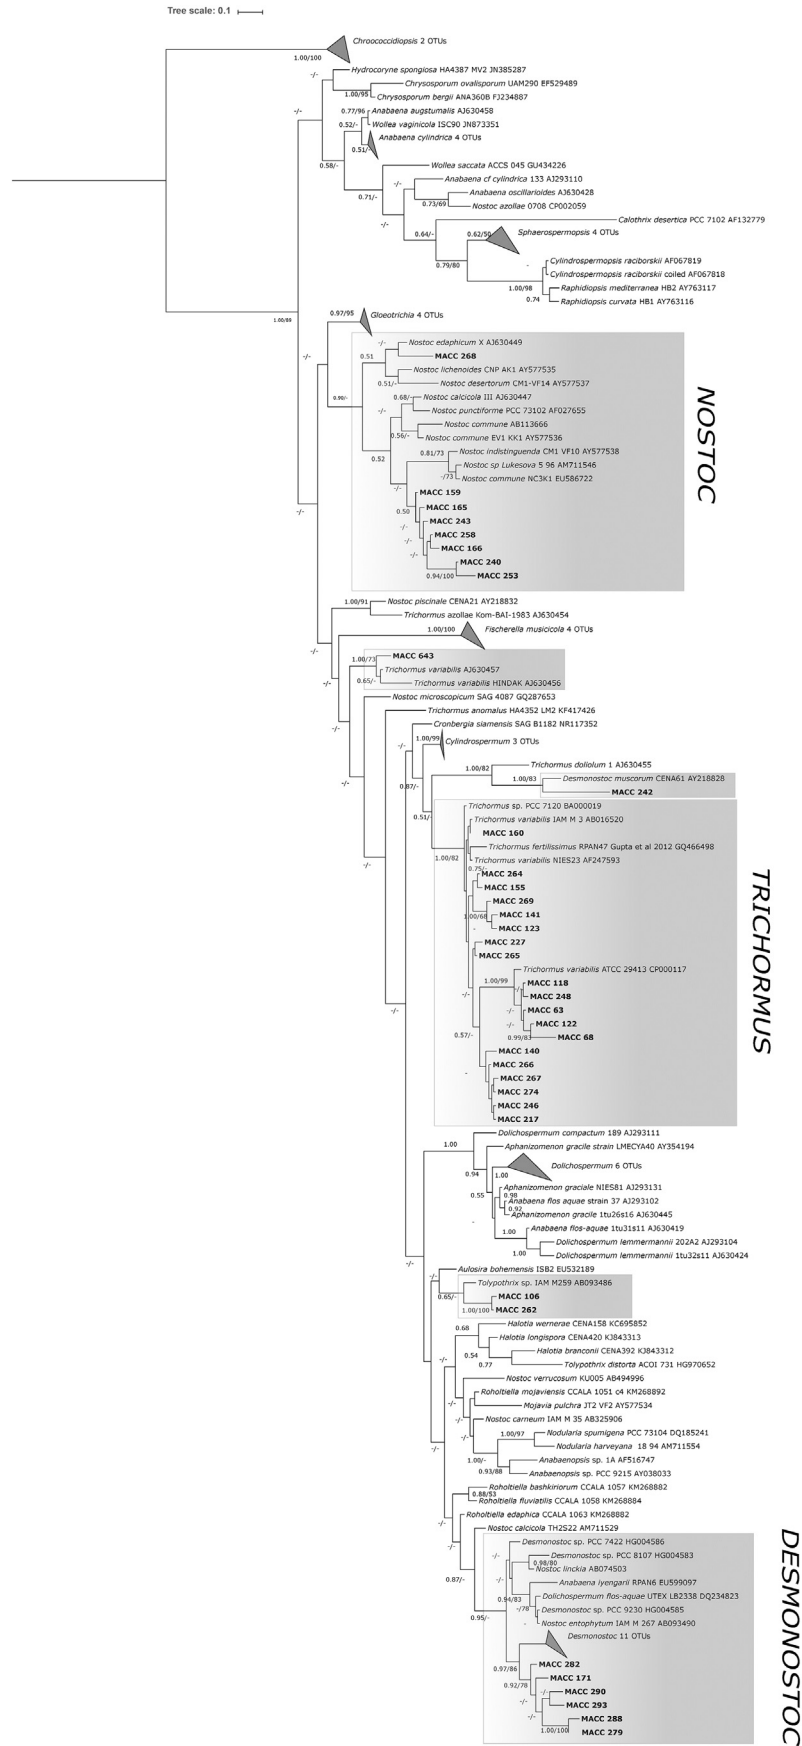 Tree scale: 0.1
Chroococcidiopsis 2 OTUs
1.00/100
Hydrocoryne spongiosa HA4387 MV2 JN385287
-/-
Chrysosporum ovalisporum UAM290 EF529489
1.00/95
Chrysosporum bergii ANA360B FJ234887
-/-
0.77/96
Anabaena augstumalis AJ630458
0.52/-
Wollea vaginicola ISC90 JN873351
Anabaena cylindrica 4 OTUs
0.51/-
0.58/-
Wollea saccata ACCS 045 GU434226
Anabaena cf cylindrica 133 AJ293110
-/-
0.71/-
Anabaena oscillarioides AJ630428
0.73/69
Nostoc azollae 0708 CP002059
-/-
Calothrix desertica PCC 7102 AF132779
0.64/-
0.62/50
Sphaerospermopsis 4 OTUs
0.79/80
-
Cylindrospermopsis raciborskii AF067819
Cylindrospermopsis raciborskii coiled AF067818
1.00/98
Raphidiopsis mediterranea HB2 AY763117
0.74
Raphidiopsis curvata HB1 AY763116
0.97/95
Gloeotrichia 4 OTUs
1.00/89
Nostoc edaphicum X AJ630449
-/-
0.51
MACC 268
-/-
Nostoc lichenoides CNP AK1 AY577535
0.51/-
Nostoc desertorum CM1-VF14 AY577537
0.90/-
0.68/-
Nostoc calcicola III AJ630447
-/-
Nostoc punctiforme PCC 73102 AF027655
Nostoc commune AB113666
0.56/-
Nostoc commune EV1 KK1 AY577536
NOSTOC
0.52
0.81/73
Nostoc indistinguenda CM1 VF10 AY577538
Nostoc sp Lukesova 5 96 AM711546
-/73
Nostoc commune NC3K1 EU586722
-/-
MACC 159
0.50
MACC 165
-/-
MACC 243
-/-
MACC 258
-/-
MACC 166
MACC 240
0.94/100
MACC 253
1.00/91
Nostoc piscinale CENA21 AY218832
Trichormus azollae Kom-BAI-1983 AJ630454
1.00/100
Fischerella musicicola 4 OTUs
-/-
MACC 643
1.00/73
Trichormus variabilis AJ630457
0.65/-
Trichormus variabilis HINDAK AJ630456
Nostoc microscopicum SAG 4087 GQ287653
-/-
Trichormus anomalus HA4352 LM2 KF417426
Cronbergia siamensis SAG B1182 NR117352
1.00/99
Cylindrospermum 3 OTUs
-/-
Trichormus doliolum 1 AJ630455
1.00/82
Desmonostoc muscorum CENA61 AY218828
-/-
1.00/83
0.87/-
MACC 242
Trichormus sp. PCC 7120 BA000019
0.51/-
Trichormus variabilis IAM M 3 AB016520
MACC 160
Trichormus fertilissimus RPAN47 Gupta et al 2012 GQ466498
1.00/82
Trichormus variabilis NIES23 AF247593
-/-
0.75/-
MACC 264
MACC 155
MACC 269
1.00/68
MACC 141
-
MACC 123
MACC 227
MACC 265
TRICHORMUS
Trichormus variabilis ATCC 29413 CP000117
1.00/99
MACC 118
-/-
-/-
MACC 248
-/-
-/-
MACC 63
MACC 122
0.57/-
0.99/83
MACC 68
MACC 140
MACC 266
-
MACC 267
MACC 274
MACC 246
MACC 217
Dolichospermum compactum 189 AJ293111
1.00
Aphanizomenon gracile strain LMECYA40 AY354194
Dolichospermum 6 OTUs
0.94
1.00
Aphanizomenon graciale NIES81 AJ293131
0.55
0.98
Anabaena flos aquae strain 37 AJ293102
0.92
Aphanizomenon gracile 1tu26s16 AJ630445
-
Anabaena flos-aquae 1tu31s11 AJ630419
1.00
Dolichospermum lemmermannii 202A2 AJ293104
1.00
Dolichospermum lemmermannii 1tu32s11 AJ630424
-/-
Aulosira bohemensis ISB2 EU532189
-/-
Tolypothrix sp. IAM M259 AB093486
0.65/-
MACC 106
1.00/100
MACC 262
Halotia wernerae CENA158 KC695852
0.68
Halotia longispora CENA420 KJ843313
0.54
Halotia branconii CENA392 KJ843312
-/-
0.77
Tolypothrix distorta ACOI 731 HG970652
-/-
Nostoc verrucosum KU005 AB494996
Roholtiella mojaviensis CCALA 1051 c4 KM268892
-/-
Mojavia pulchra JT2 VF2 AY577534
-/-
Nostoc carneum IAM M 35 AB325906
1.00/97
Nodularia spumigena PCC 73104 DQ185241
-/-
Nodularia harveyana 18 94 AM711554
1.00/-
Anabaenopsis sp. 1A AF516747
0.93/88
Anabaenopsis sp. PCC 9215 AY038033
Roholtiella bashkiriorum CCALA 1057 KM268882
0.88/53
Roholtiella fluviatilis CCALA 1058 KM268884
-/-
Roholtiella edaphica CCALA 1063 KM268882
Nostoc calcicola TH2S22 AM711529
Desmonostoc sp. PCC 7422 HG004586
-/-
Desmonostoc sp. PCC 8107 HG004583
0.98/80
Nostoc linckia AB074503
0.87/-
-/-
Anabaena iyengarii RPAN6 EU599097
0.94/83
Dolichospermum flos-aquae UTEX LB2338 DQ234823
-/78
Desmonostoc sp. PCC 9230 HG004585
0.95/-
-
Nostoc entophytum IAM M 267 AB093490
Desmonostoc 11 OTUs
DESMONOSTOC
0.97/86
MACC 282
0.92/78
MACC 171
-/-
MACC 290
-/-
MACC 293
-/-
MACC 288
1.00/100
MACC 279